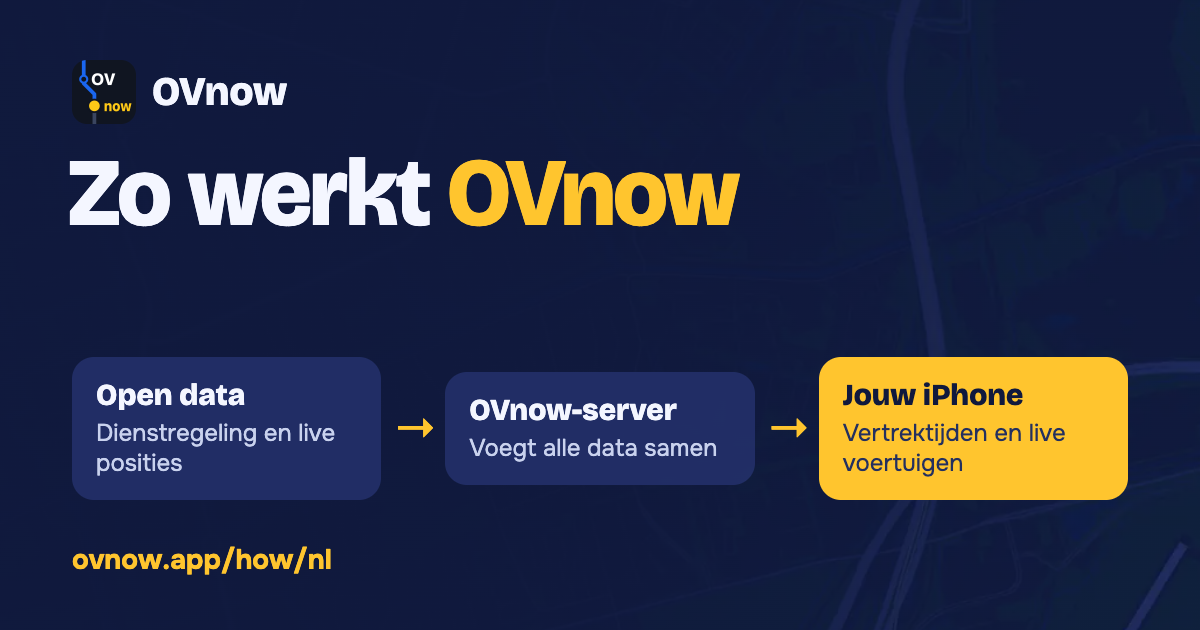 OV
now
OVnow
Zo werkt OVnow
Open data
Dienstregeling en live
posities
→
OVnow-server
Voegt alle data samen
→
Jouw iPhone
Vertrektijden en live
voertuigen
ovnow.app/how/nl